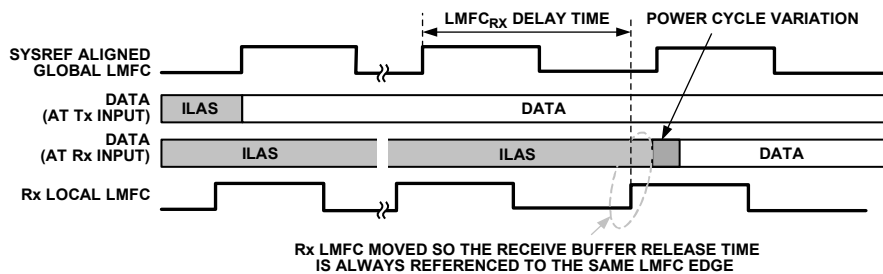 LMFCRX DELAY TIME
POWER CYCLE VARIATION
SYSREF ALIGNED
GLOBAL LMFC
DATA
(AT Tx INPUT)
ILAS
DATA
DATA
(AT Rx INPUT)
ILAS
ILAS
DATA
Rx LOCAL LMFC
Rx LMFC MOVED SO THE RECEIVE BUFFER RELEASE TIME
IS ALWAYS REFERENCED TO THE SAME LMFC EDGE